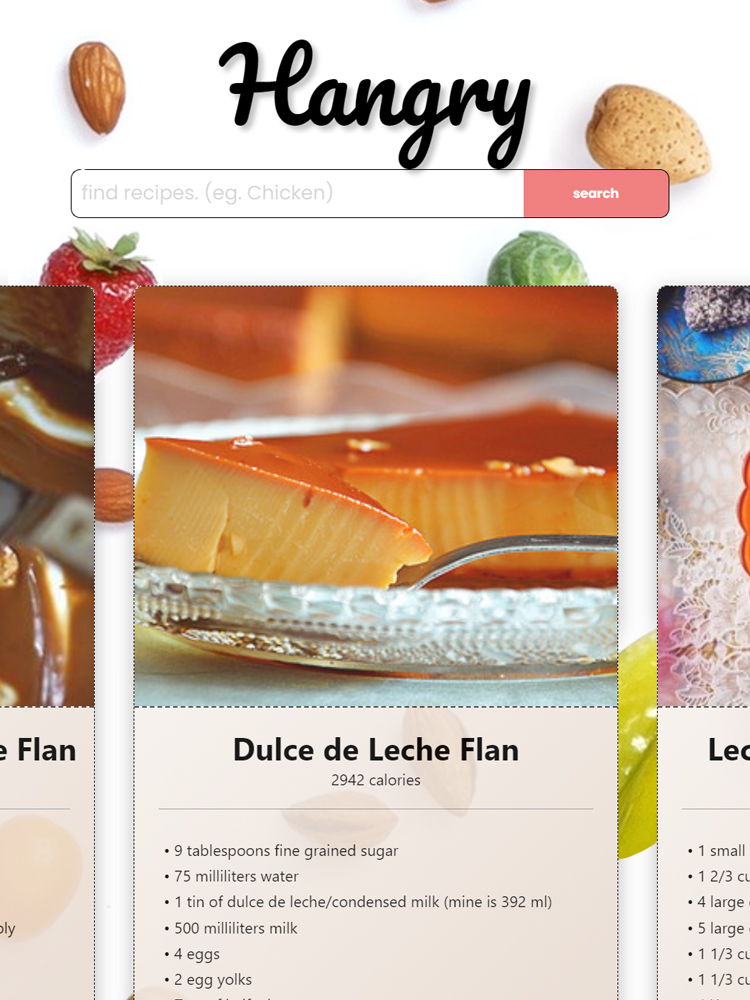 Hangry
find recipes. (eg. Chicken)
search
e Flan
Dulce de Leche Flan
2942 calories
Lec
• 9 tablespoons fine grained sugar
• 75 milliliters water
• 1 tin of dulce de leche/condensed milk (mine is 392 ml)
• 500 milliliters milk
• 4 eggs
• 2 egg yolks
ply
• 1 small
• 1 2/3 cu
• 4 large
• 5 large
• 1 1/3 cu
• 1 1/3 cu